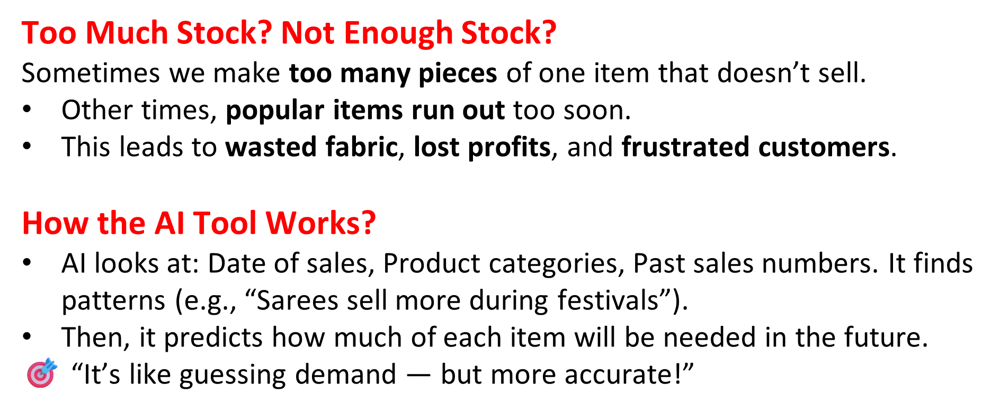 Too Much Stock? Not Enough Stock?
Sometimes we make too many pieces of one item that doesn’t sell.
• Other times, popular items run out too soon.
• This leads to wasted fabric, lost profits, and frustrated customers.
How the AI Tool Works?
• AI looks at: Date of sales, Product categories, Past sales numbers. It finds
patterns (e.g., “Sarees sell more during festivals”).
• Then, it predicts how much of each item will be needed in the future.
🎯 “It’s like guessing demand — but more accurate!”